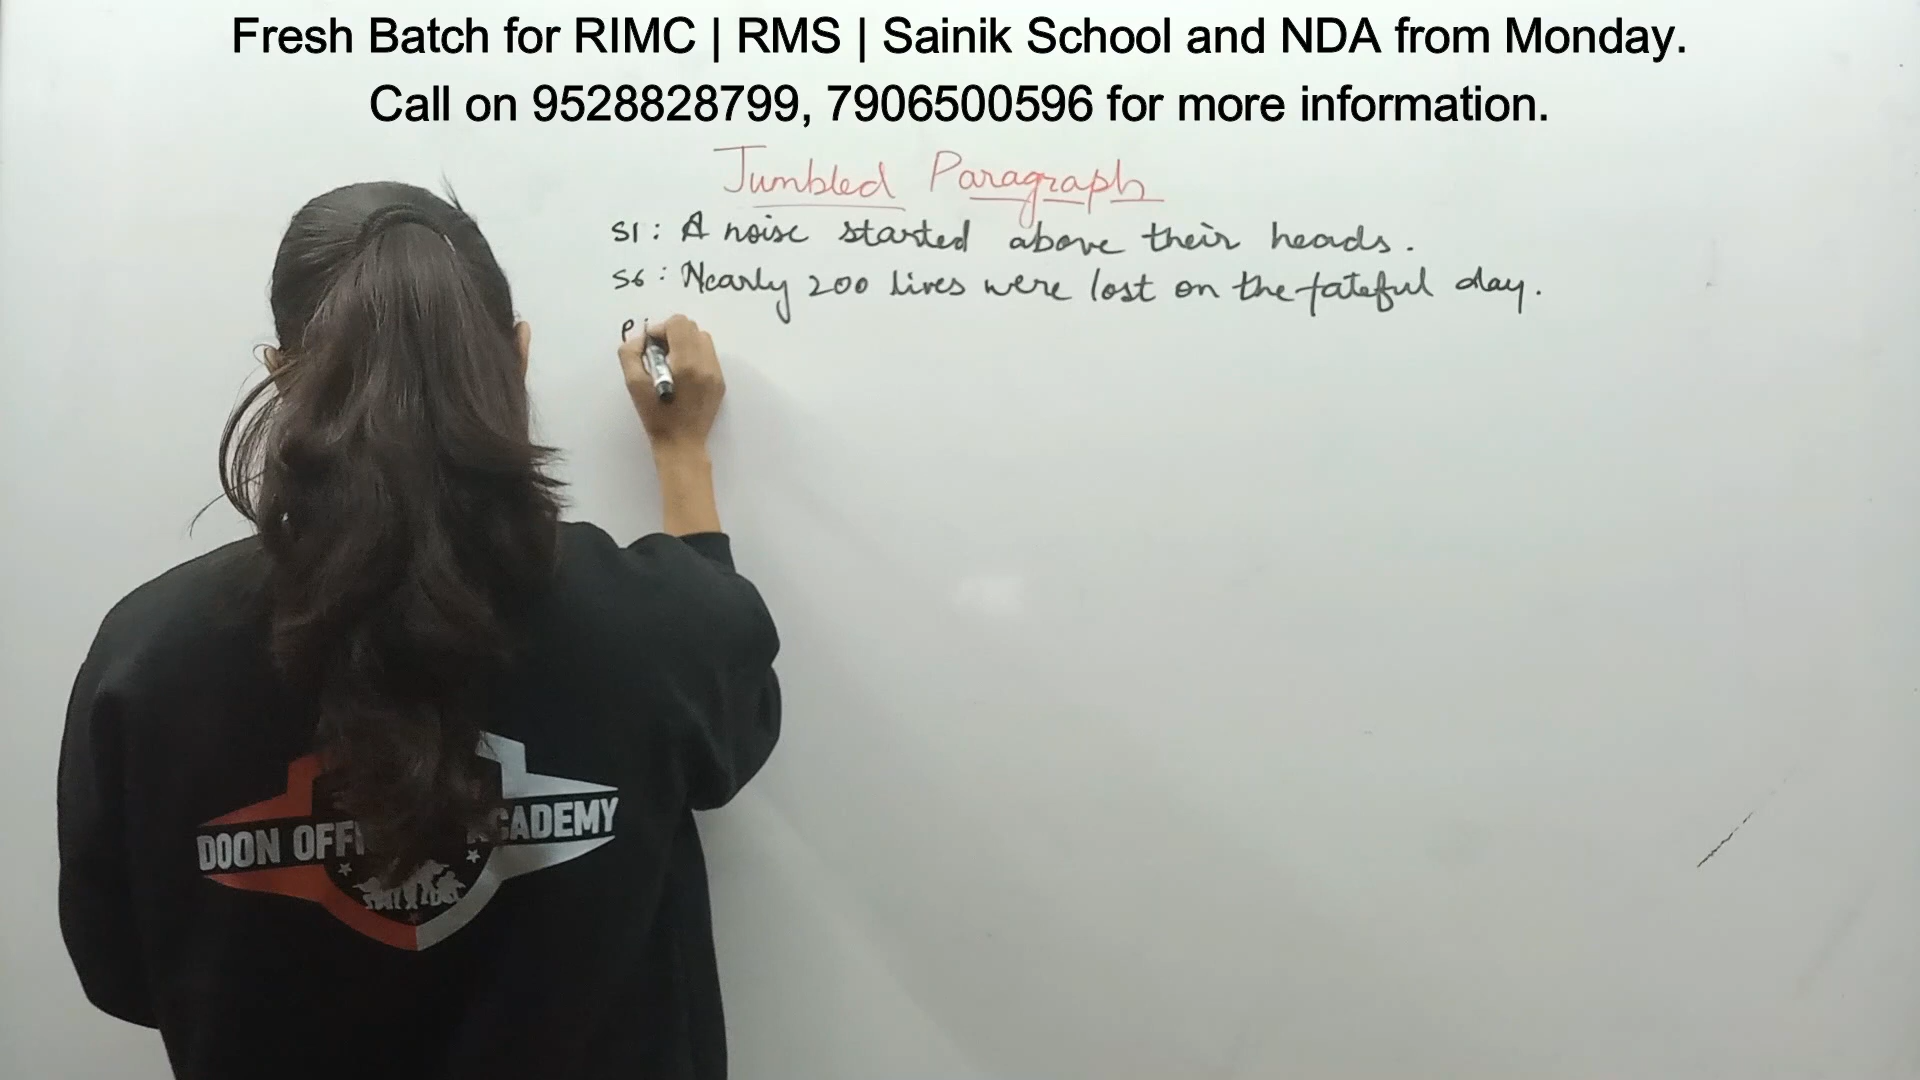 Fresh Batch for RIMC | RMS | Sainik School and NDA from Monday.
Call on 9528828799, 7906500596 for more information.
Jumbled Paragraph
S1: A noise started above their heads.
S6: Nearly 200 lives were lost on the fateful day.
P
DOON OFFI ACADEMY